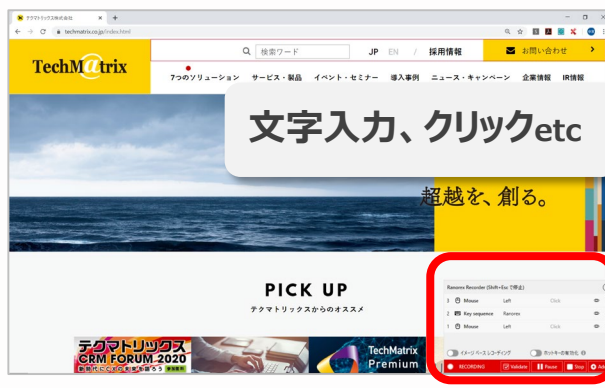 テクマトリックス株式会社
techmatrix.co.jp/index.html
検索ワード
JP EN / 採用情報
お問い合わせ
TechM@trix
7つのソリューション サービス・製品 イベント・セミナー 導入事例 ニュース・キャンペーン 企業情報 IR情報
文字入力、クリックetc
超越を、創る。
PICK UP
テクマトリックスからのオススメ
テクマトリックス
CRM FORUM 2020
TechMatrix
Premium
Ranorex Recorder (Shift+Esc で停止)
3 Mouse Left Click
2 Key sequence Ranorex
1 Mouse Left Click
イメージベースレコーディング ホットキーの有効化
RECORDING Validate Pause Stop Add